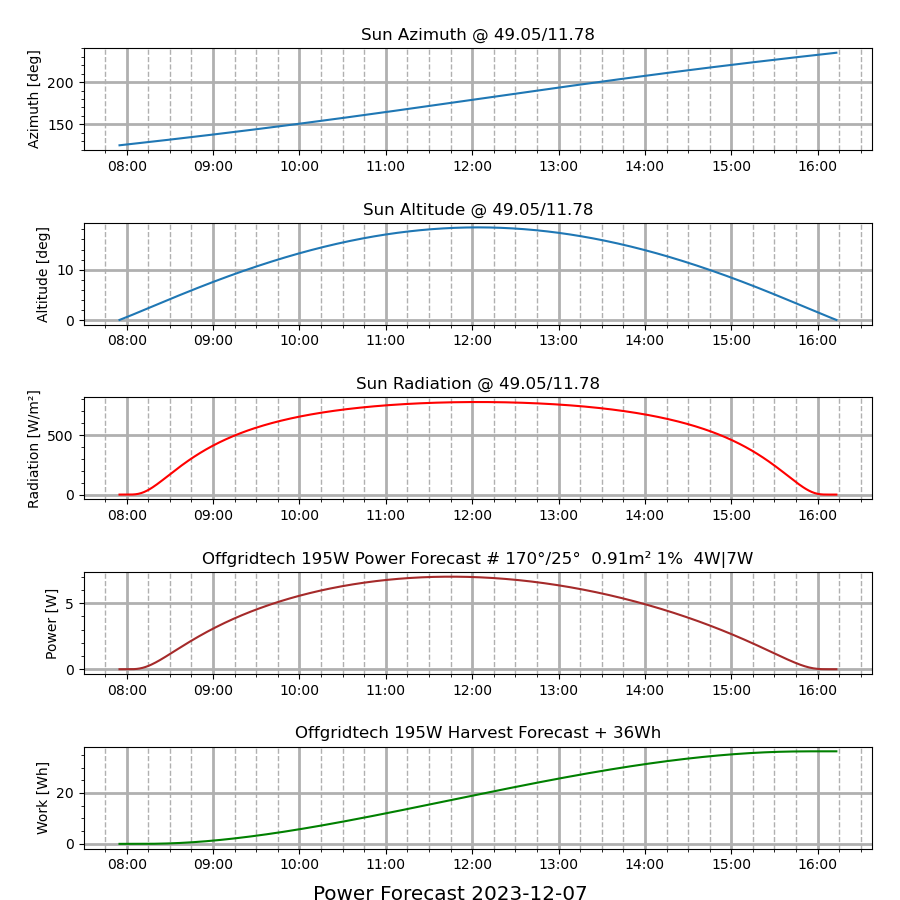 Sun Azimuth @ 49.05/11.78
Azimuth [deg]
200
150
08:00 09:00 10:00 11:00 12:00 13:00 14:00 15:00 16:00
Sun Altitude @ 49.05/11.78
Altitude [deg]
10
0
08:00 09:00 10:00 11:00 12:00 13:00 14:00 15:00 16:00
Sun Radiation @ 49.05/11.78
Radiation [W/m²]
500
0
08:00 09:00 10:00 11:00 12:00 13:00 14:00 15:00 16:00
Offgridtech 195W Power Forecast # 170°/25°  0.91m² 1%  4W|7W
Power [W]
5
0
08:00 09:00 10:00 11:00 12:00 13:00 14:00 15:00 16:00
Offgridtech 195W Harvest Forecast + 36Wh
Work [Wh]
20
0
08:00 09:00 10:00 11:00 12:00 13:00 14:00 15:00 16:00
Power Forecast 2023-12-07